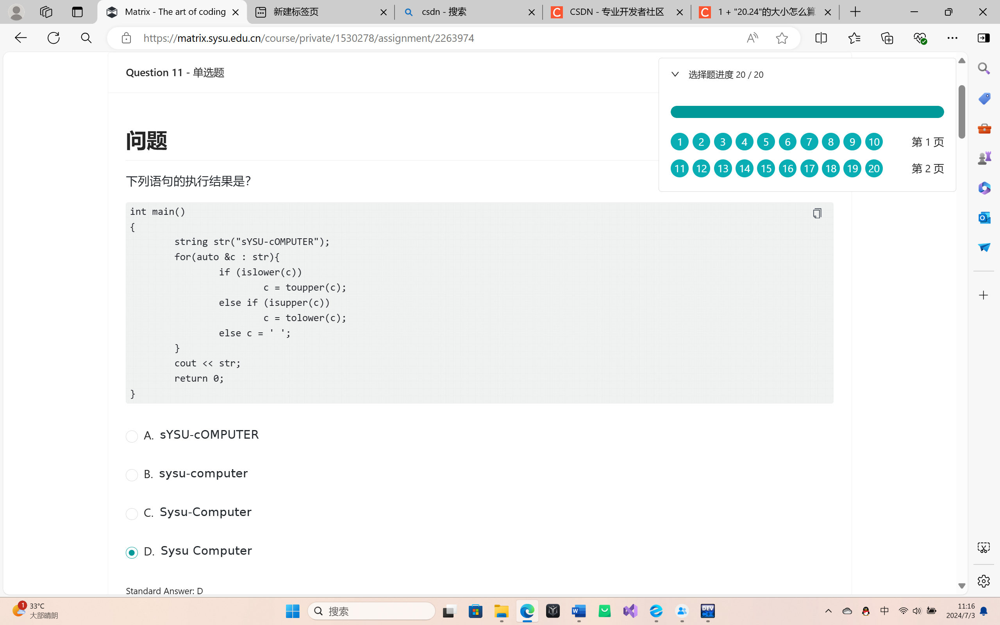 Matrix - The art of coding
新建标签页
csdn - 搜索
CSDN - 专业开发者社区
1 + "20.24"的大小怎么算
https://matrix.sysu.edu.cn/course/private/1530278/assignment/2263974
Question 11 - 单选题
选择题进度 20 / 20
1 2 3 4 5 6 7 8 9 10 第 1 页
11 12 13 14 15 16 17 18 19 20 第 2 页
问题
下列语句的执行结果是?
int main()
{
string str("sYSU-cOMPUTER");
for(auto &c : str){
if (islower(c))
c = toupper(c);
else if (isupper(c))
c = tolower(c);
else c = ' ';
}
cout << str;
return 0;
}
A. sYSU-cOMPUTER
B. sysu-computer
C. Sysu-Computer
D. Sysu Computer
Standard Answer: D
1
33°C
大部晴朗
搜索
DEV
C++
中
11:16
2024/7/3